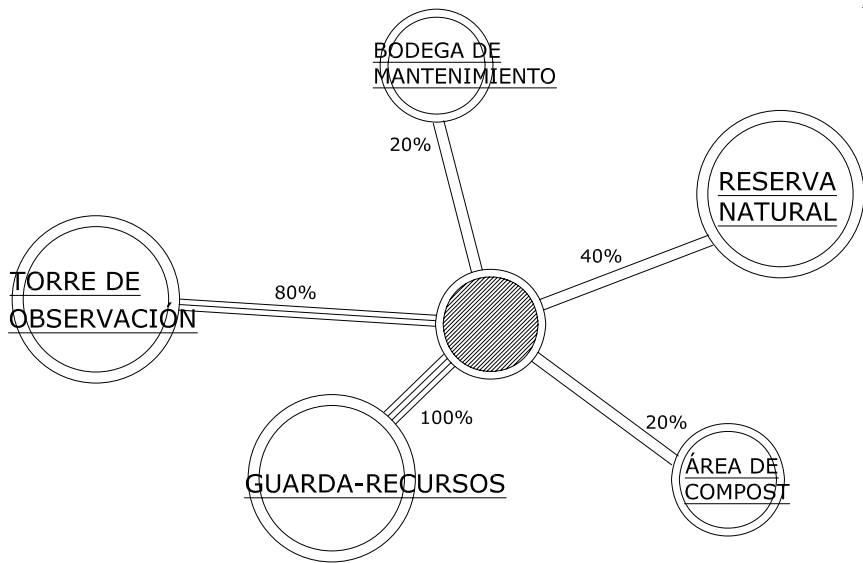 BODEGA DE
MANTENIMIENTO
20%
RESERVA
NATURAL
40%
TORRE DE
OBSERVACIÓN
80%
100%
GUARDA-RECURSOS
20%
ÁREA DE
COMPOST